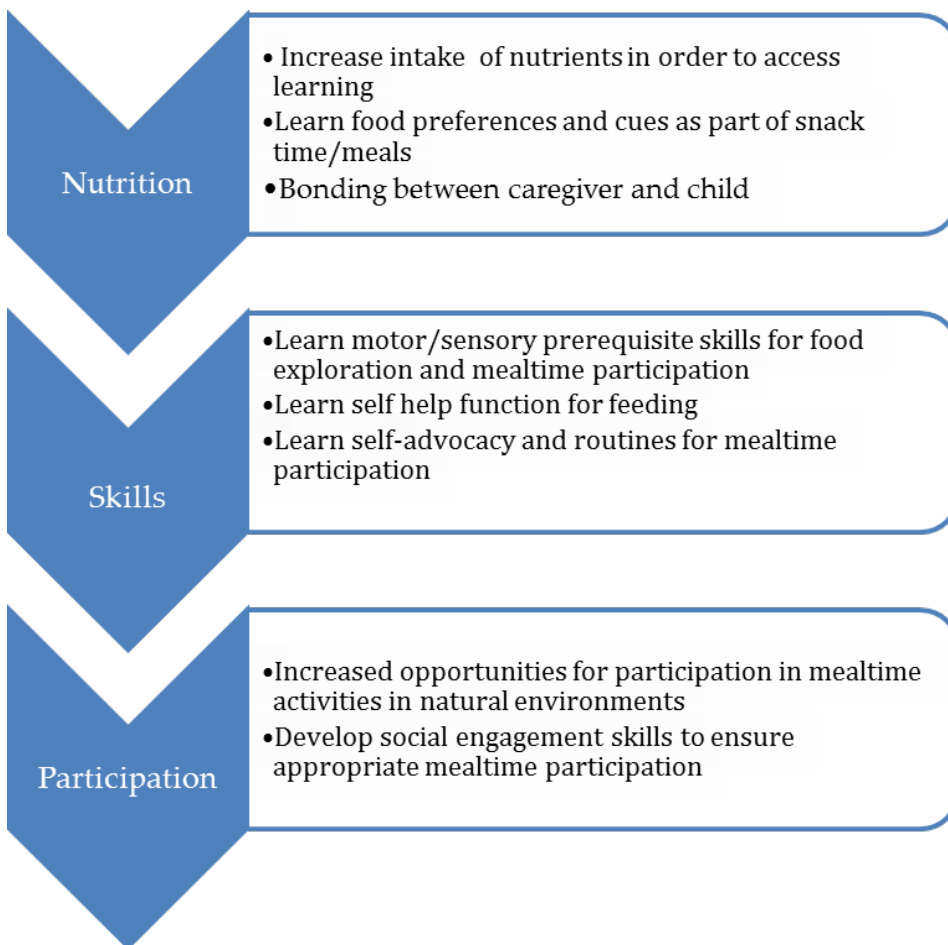 Nutrition
• Increase intake of nutrients in order to access
learning
•Learn food preferences and cues as part of snack
time/meals
•Bonding between caregiver and child
Skills
•Learn motor/sensory prerequisite skills for food
exploration and mealtime participation
•Learn self help function for feeding
•Learn self-advocacy and routines for mealtime
participation
Participation
•Increased opportunities for participation in mealtime
activities in natural environments
•Develop social engagement skills to ensure
appropriate mealtime participation